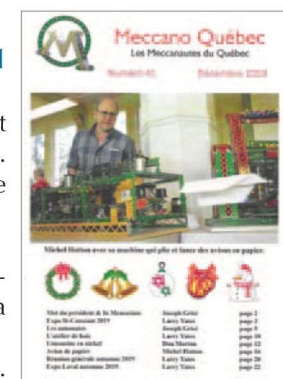 Meccano Québec
Les Meccanautes du Québec
Numéro 41 Décembre 2019
Michel Hotton avec sa machine qui plie et lance des avions en papier.
Mot du président & In Memoriam Joseph Grisé page 2
Expo St-Constant 2019 Larry Yates page 3
Les automates Joseph Grisé page 5
L'atelier de bois Larry Yates page 10
Limousine en nickel Don Morton page 12
Avion de papier Michel Hotton page 16
Réunion générale automne 2019 Larry Yates page 20
Expo Laval automne 2019 Larry Yates page 22